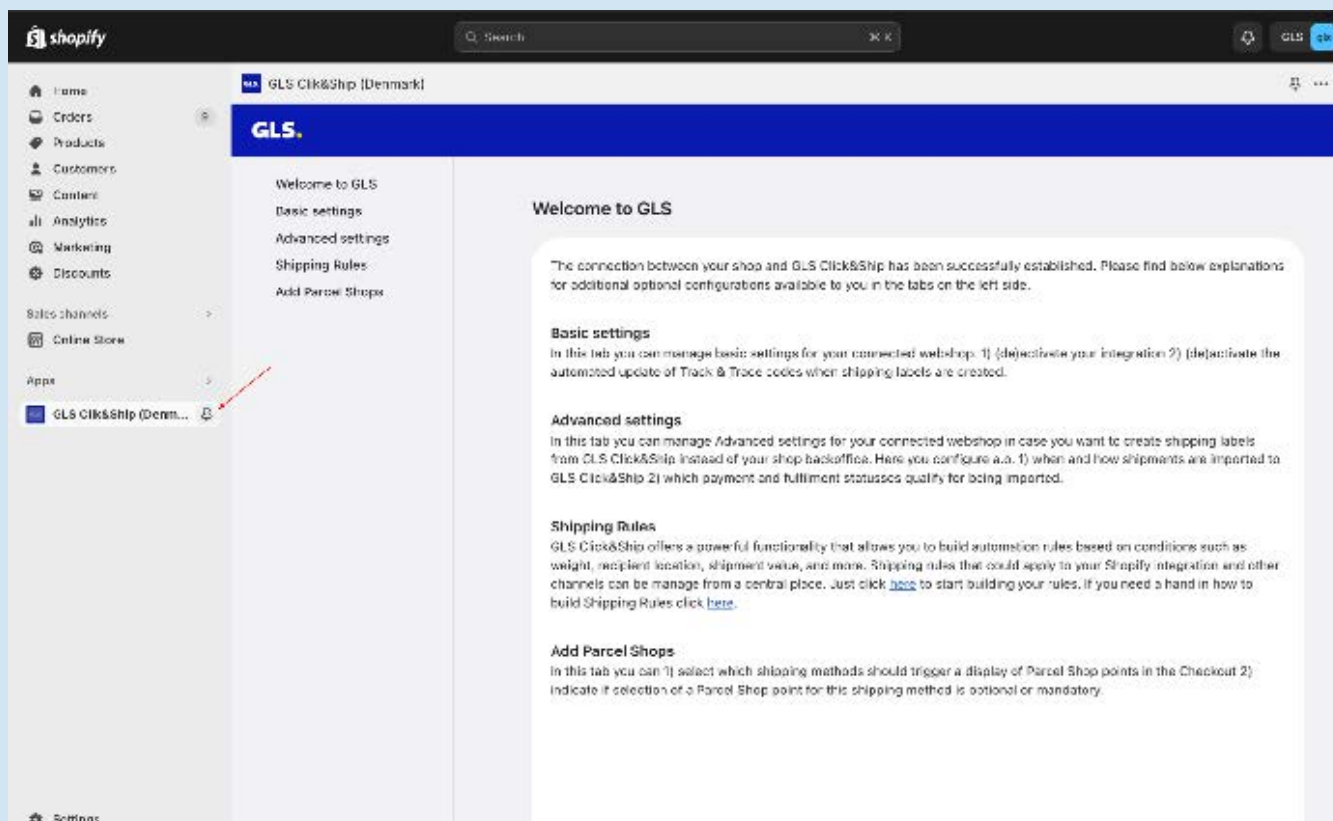 shopify
Search
⌘ K
GLS
Home
Orders
9
Products
Customers
Content
Analytics
Marketing
Discounts
Sales channels
Online Store
Apps
GLS Clik&Ship (Denm...
Settings
GLS Clik&Ship (Denmark)
GLS.
Welcome to GLS
Basic settings
Advanced settings
Shipping Rules
Add Parcel Shops
Welcome to GLS
The connection between your shop and GLS Click&Ship has been successfully established. Please find below explanations
for additional optional configurations available to you in the tabs on the left side.
Basic settings
In this tab you can manage basic settings for your connected webshop. 1) (de)activate your integration 2) (de)activate the
automated update of Track & Trace codes when shipping labels are created.
Advanced settings
In this tab you can manage Advanced settings for your connected webshop in case you want to create shipping labels
from GLS Click&Ship instead of your shop backoffice. Here you configure a.o. 1) when and how shipments are imported to
GLS Click&Ship 2) which payment and fulfilment statusses qualify for being imported.
Shipping Rules
GLS Click&Ship offers a powerful functionality that allows you to build automation rules based on conditions such as
weight, recipient location, shipment value, and more. Shipping rules that could apply to your Shopify integration and other
channels can be manage from a central place. Just click here to start building your rules. If you need a hand in how to
build Shipping Rules click here.
Add Parcel Shops
In this tab you can 1) select which shipping methods should trigger a display of Parcel Shop points in the Checkout 2)
indicate if selection of a Parcel Shop point for this shipping method is optional or mandatory.